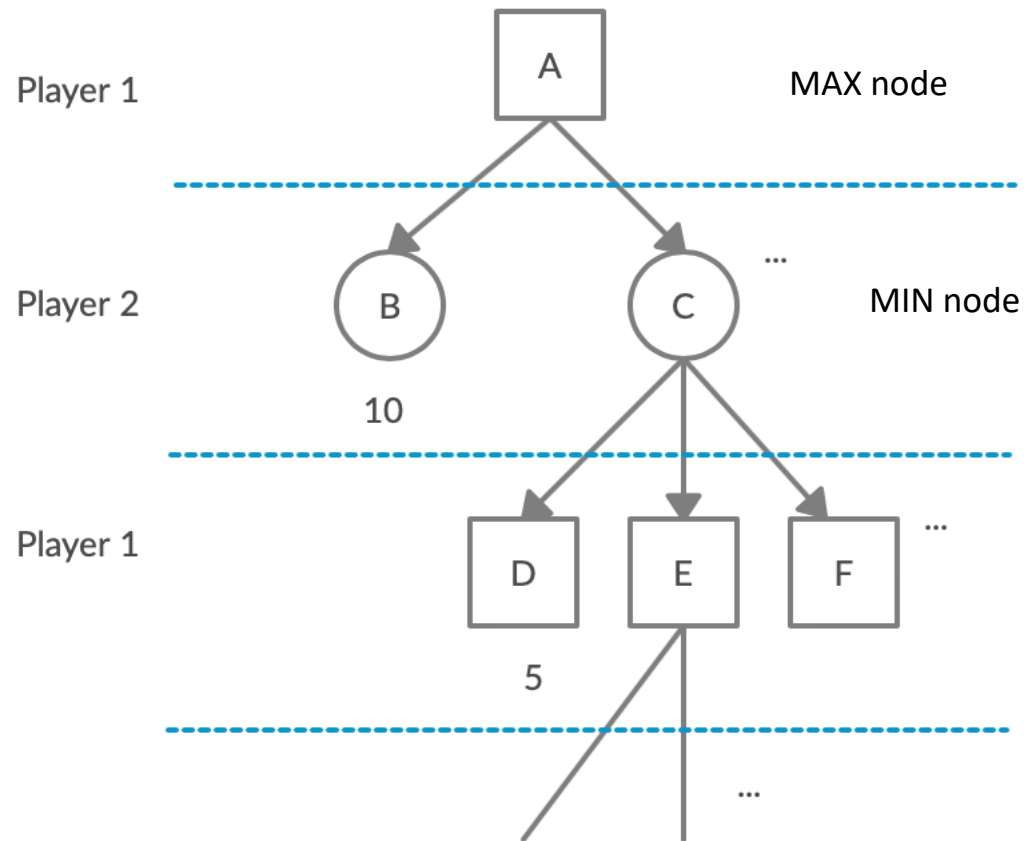 A
Player 1
MAX node
...
Player 2
B
C
MIN node
10
...
Player 1
D
E
F
5
...